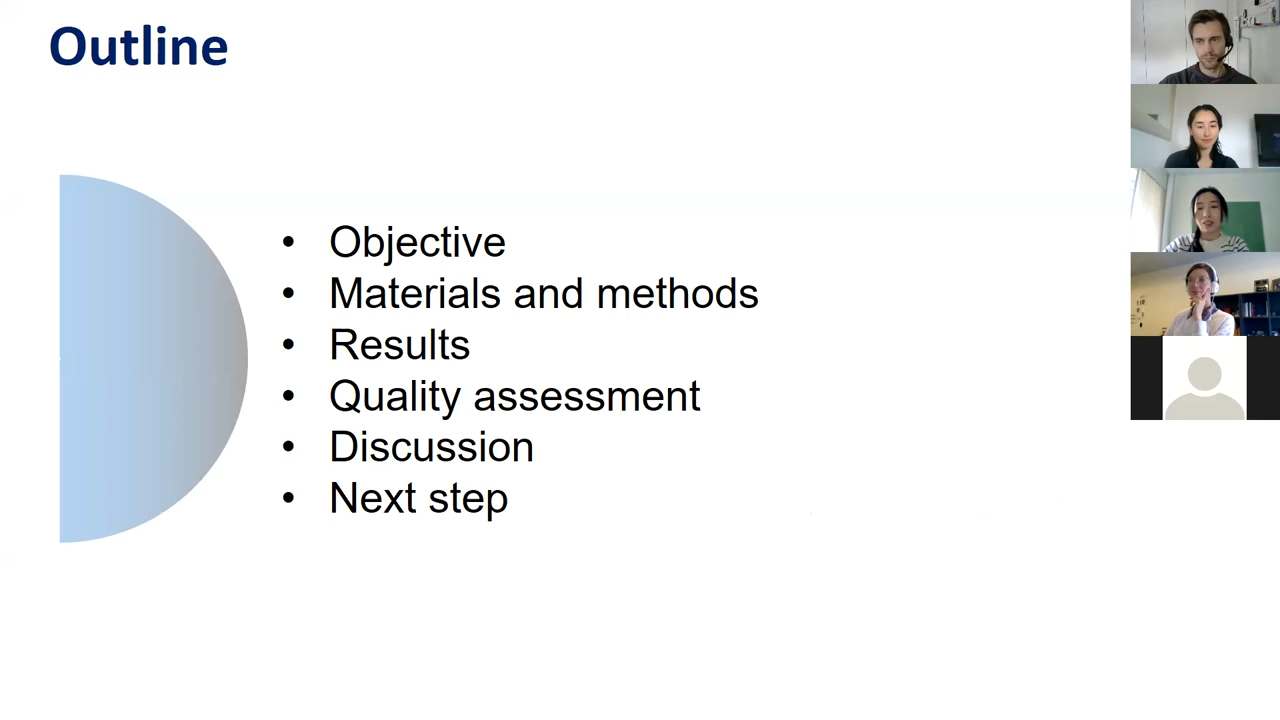 Outline
• Objective
• Materials and methods
• Results
• Quality assessment
• Discussion
• Next step